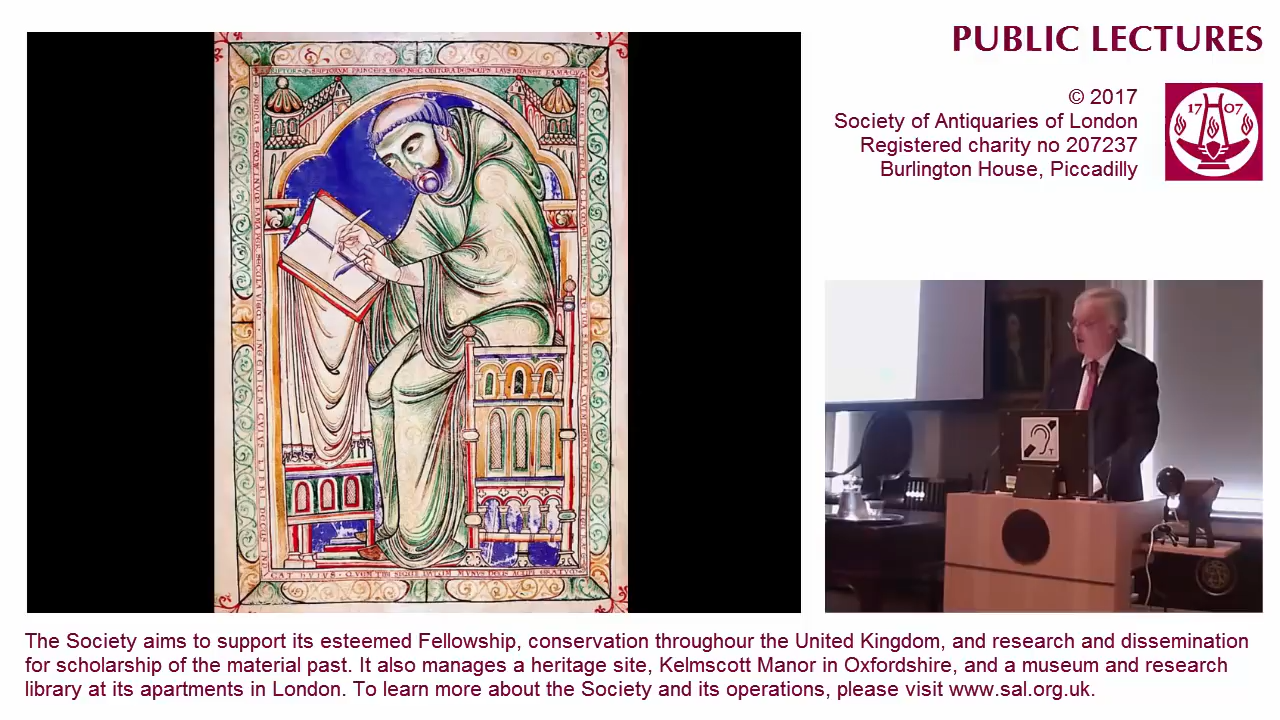 PUBLIC LECTURES
© 2017
Society of Antiquaries of London
Registered charity no 207237
Burlington House, Piccadilly
17 07
The Society aims to support its esteemed Fellowship, conservation throughour the United Kingdom, and research and dissemination
for scholarship of the material past. It also manages a heritage site, Kelmscott Manor in Oxfordshire, and a museum and research
library at its apartments in London. To learn more about the Society and its operations, please visit www.sal.org.uk.